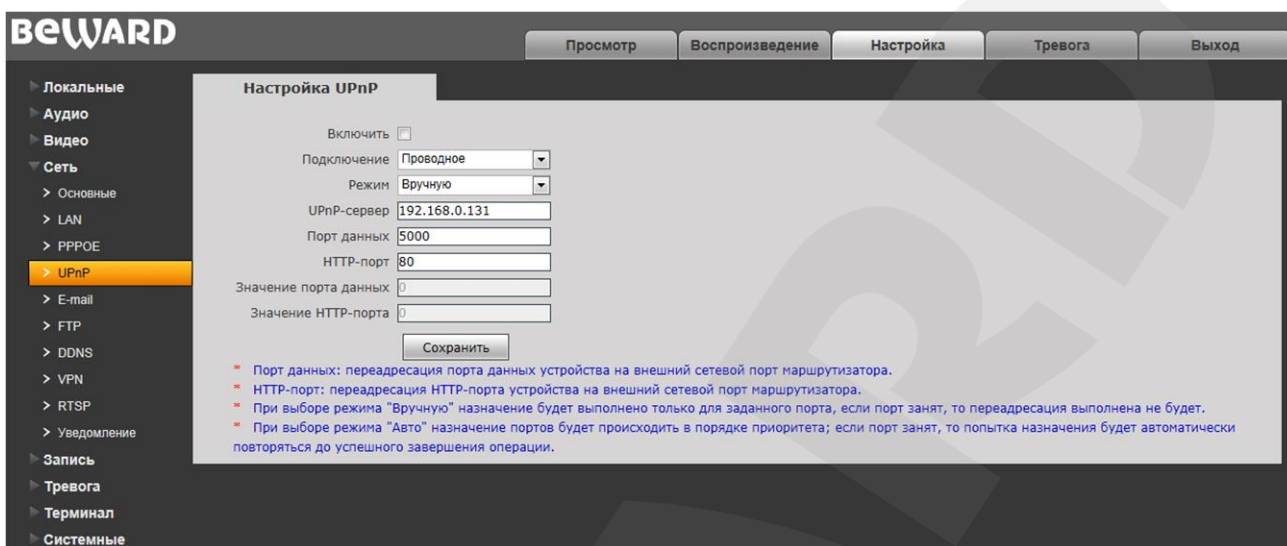 BEWARD
Просмотр Воспроизведение Настройка Тревога Выход
Локальные
Аудио
Видео
Сеть
> Основные
> LAN
> PPPOE
> UPnP
> E-mail
> FTP
> DDNS
> VPN
> RTSP
> Уведомление
Запись
Тревога
Терминал
Системные
Настройка UPnP
Включить
Подключение Проводное
Режим Вручную
UPnP-сервер 192.168.0.131
Порт данных 5000
HTTP-порт 80
Значение порта данных 0
Значение HTTP-порта 0
Сохранить
* Порт данных: переадресация порта данных устройства на внешний сетевой порт маршрутизатора.
* HTTP-порт: переадресация HTTP-порта устройства на внешний сетевой порт маршрутизатора.
* При выборе режима "Вручную" назначение будет выполнено только для заданного порта, если порт занят, то переадресация выполнена не будет.
* При выборе режима "Авто" назначение портов будет происходить в порядке приоритета; если порт занят, то попытка назначения будет автоматически
повторяться до успешного завершения операции.